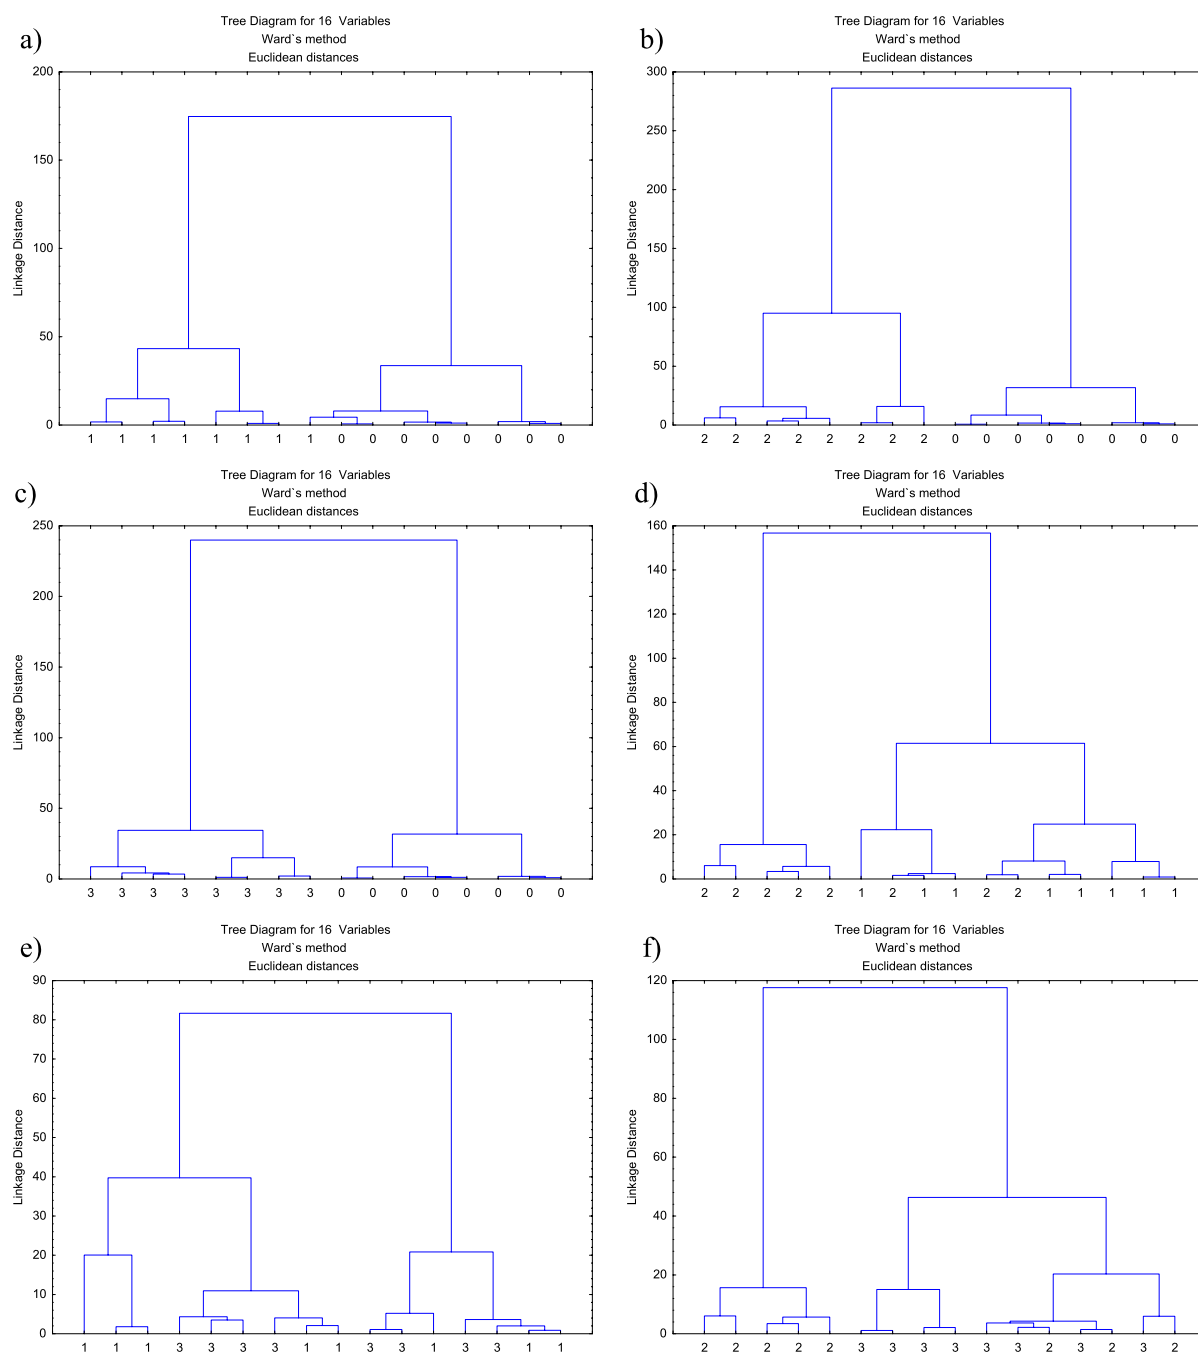 a)
Tree Diagram for 16 Variables
Ward`s method
Euclidean distances
200
150
100
50
0
Linkage Distance
1 1 1 1 1 1 1 1 0 0 0 0 0 0 0 0
b)
Tree Diagram for 16 Variables
Ward`s method
Euclidean distances
300
250
200
150
100
50
0
Linkage Distance
2 2 2 2 2 2 2 2 0 0 0 0 0 0 0 0
c)
Tree Diagram for 16 Variables
Ward`s method
Euclidean distances
250
200
150
100
50
0
Linkage Distance
3 3 3 3 3 3 3 3 0 0 0 0 0 0 0 0
d)
Tree Diagram for 16 Variables
Ward`s method
Euclidean distances
160
140
120
100
80
60
40
20
0
Linkage Distance
2 2 2 2 2 1 2 1 1 2 2 1 1 1 1 1
e)
Tree Diagram for 16 Variables
Ward`s method
Euclidean distances
90
80
70
60
50
40
30
20
10
0
Linkage Distance
1 1 1 3 3 3 3 1 1 3 3 1 3 3 1 1
f)
Tree Diagram for 16 Variables
Ward`s method
Euclidean distances
120
100
80
60
40
20
0
Linkage Distance
2 2 2 2 2 3 3 3 3 3 3 2 3 2 3 2